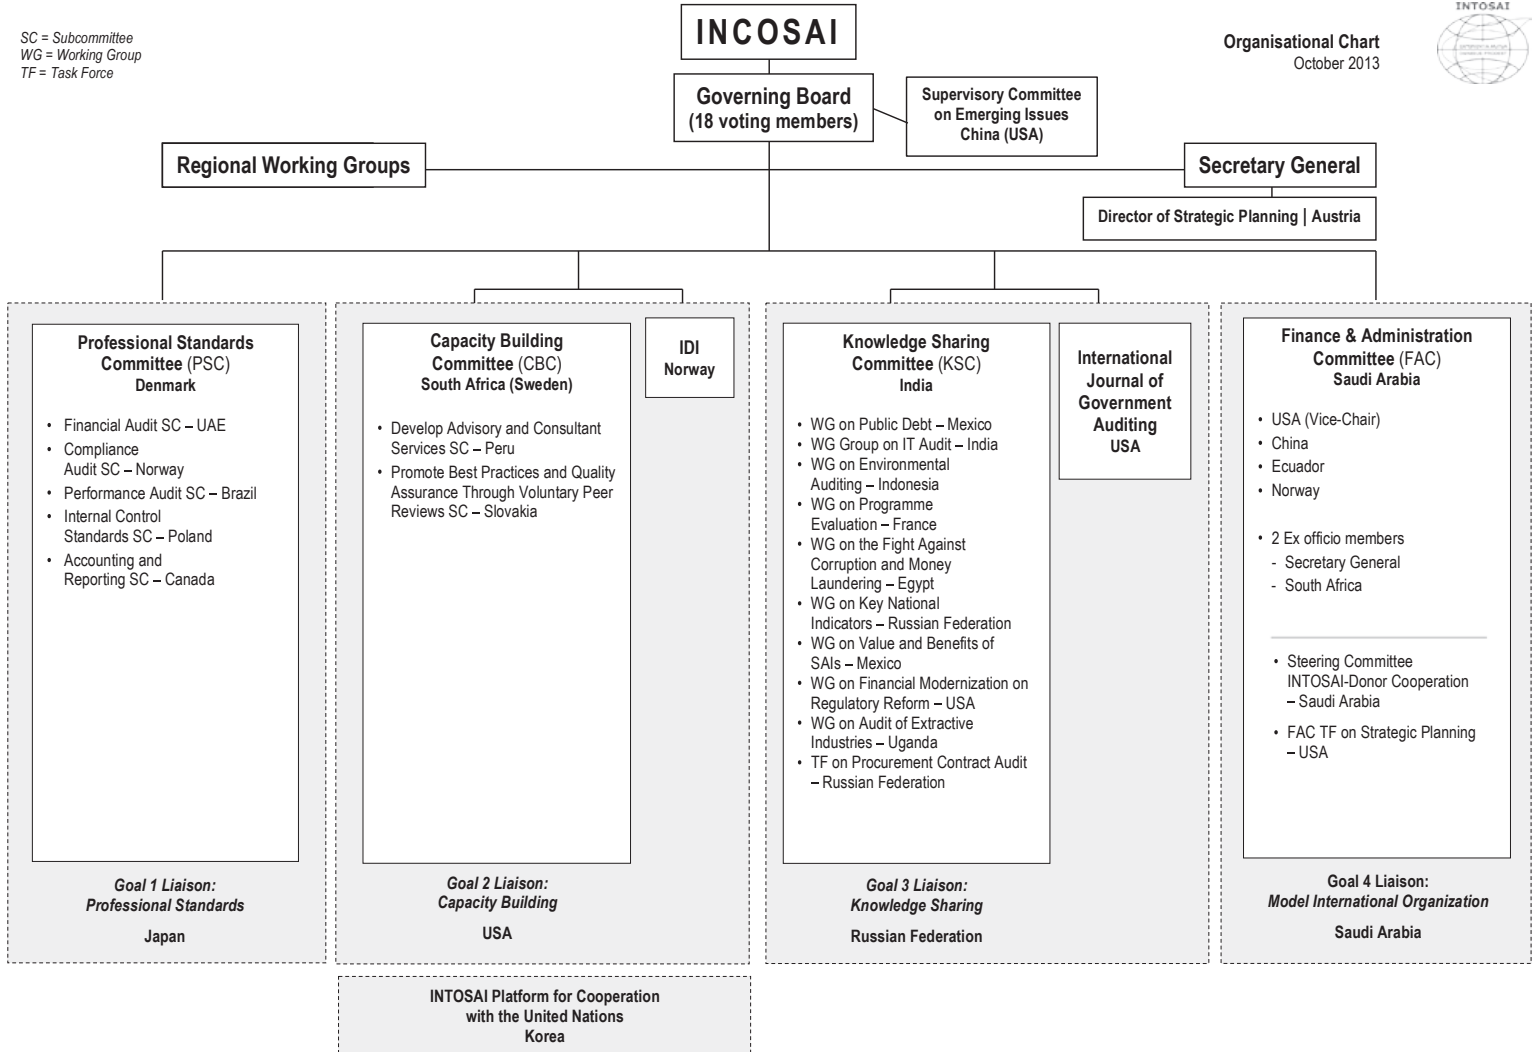 SC = Subcommittee
WG = Working Group
TF = Task Force
INCOSAI
Organisational Chart
October 2013
INTOSAI
Governing Board
(18 voting members)
Supervisory Committee
on Emerging Issues
China (USA)
Regional Working Groups
Secretary General
Director of Strategic Planning | Austria
Professional Standards
Committee (PSC)
Denmark
• Financial Audit SC – UAE
• Compliance
Audit SC – Norway
• Performance Audit SC – Brazil
• Internal Control
Standards SC – Poland
• Accounting and
Reporting SC – Canada
Goal 1 Liaison:
Professional Standards
Japan
Capacity Building
Committee (CBC)
South Africa (Sweden)
• Develop Advisory and Consultant
Services SC – Peru
• Promote Best Practices and Quality
Assurance Through Voluntary Peer
Reviews SC – Slovakia
IDI
Norway
Goal 2 Liaison:
Capacity Building
USA
Knowledge Sharing
Committee (KSC)
India
• WG on Public Debt – Mexico
• WG Group on IT Audit – India
• WG on Environmental
Auditing – Indonesia
• WG on Programme
Evaluation – France
• WG on the Fight Against
Corruption and Money
Laundering – Egypt
• WG on Key National
Indicators – Russian Federation
• WG on Value and Benefits of
SAIs – Mexico
• WG on Financial Modernization on
Regulatory Reform – USA
• WG on Audit of Extractive
Industries – Uganda
• TF on Procurement Contract Audit
– Russian Federation
International
Journal of
Government
Auditing
USA
Goal 3 Liaison:
Knowledge Sharing
Russian Federation
Finance & Administration
Committee (FAC)
Saudi Arabia
• USA (Vice-Chair)
• China
• Ecuador
• Norway
• 2 Ex officio members
- Secretary General
- South Africa
• Steering Committee
INTOSAI-Donor Cooperation
– Saudi Arabia
• FAC TF on Strategic Planning
– USA
Goal 4 Liaison:
Model International Organization
Saudi Arabia
INTOSAI Platform for Cooperation
with the United Nations
Korea